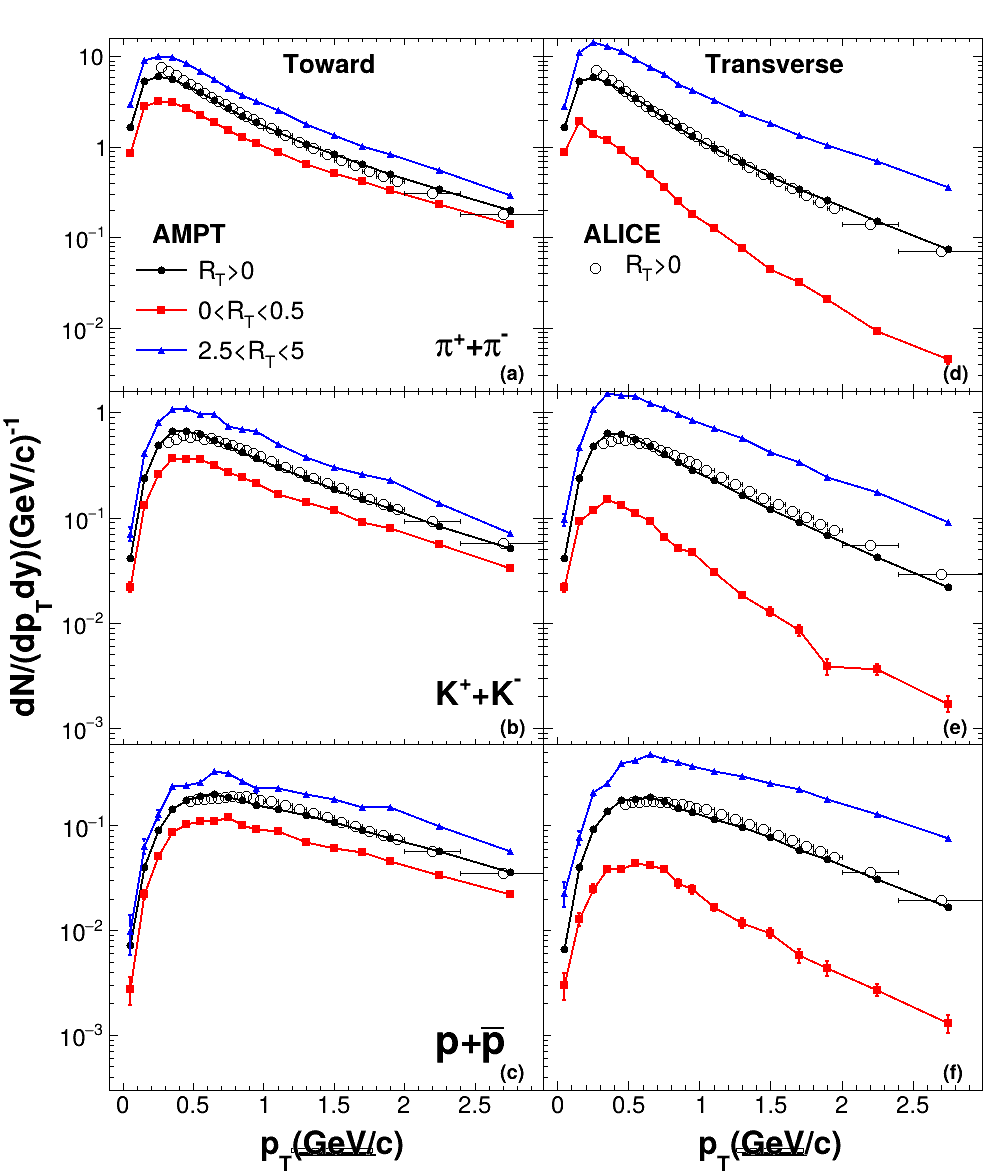 Toward
Transverse
10
1
10⁻¹
10⁻²
AMPT
R_T>0
0<R_T<0.5
2.5<R_T<5
ALICE
R_T>0
π⁺+π⁻
(a)
(d)
dN/(dp_Tdy)(GeV/c)⁻¹
1
10⁻¹
10⁻²
10⁻³
K⁺+K⁻
(b)
(e)
10⁻¹
10⁻²
10⁻³
p+p̅
(c)
(f)
0 0.5 1 1.5 2 2.5
0 0.5 1 1.5 2 2.5
p_T(GeV/c)
p_T(GeV/c)